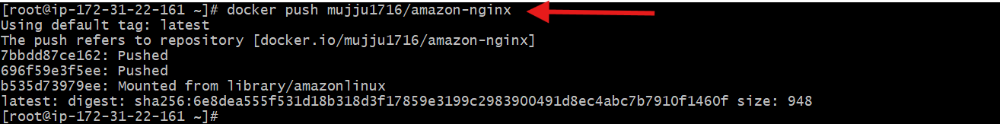 [root@ip-172-31-22-161 ~]# docker push mujju1716/amazon-nginx
Using default tag: latest
The push refers to repository [docker.io/mujju1716/amazon-nginx]
7bbdd87ce162: Pushed
696f59e3f5ee: Pushed
b535d73979ee: Mounted from library/amazonlinux
latest: digest: sha256:6e8dea555f531d18b318d3f17859e3199c2983900491d8ec4abc7b7910f1460f size: 948
[root@ip-172-31-22-161 ~]#